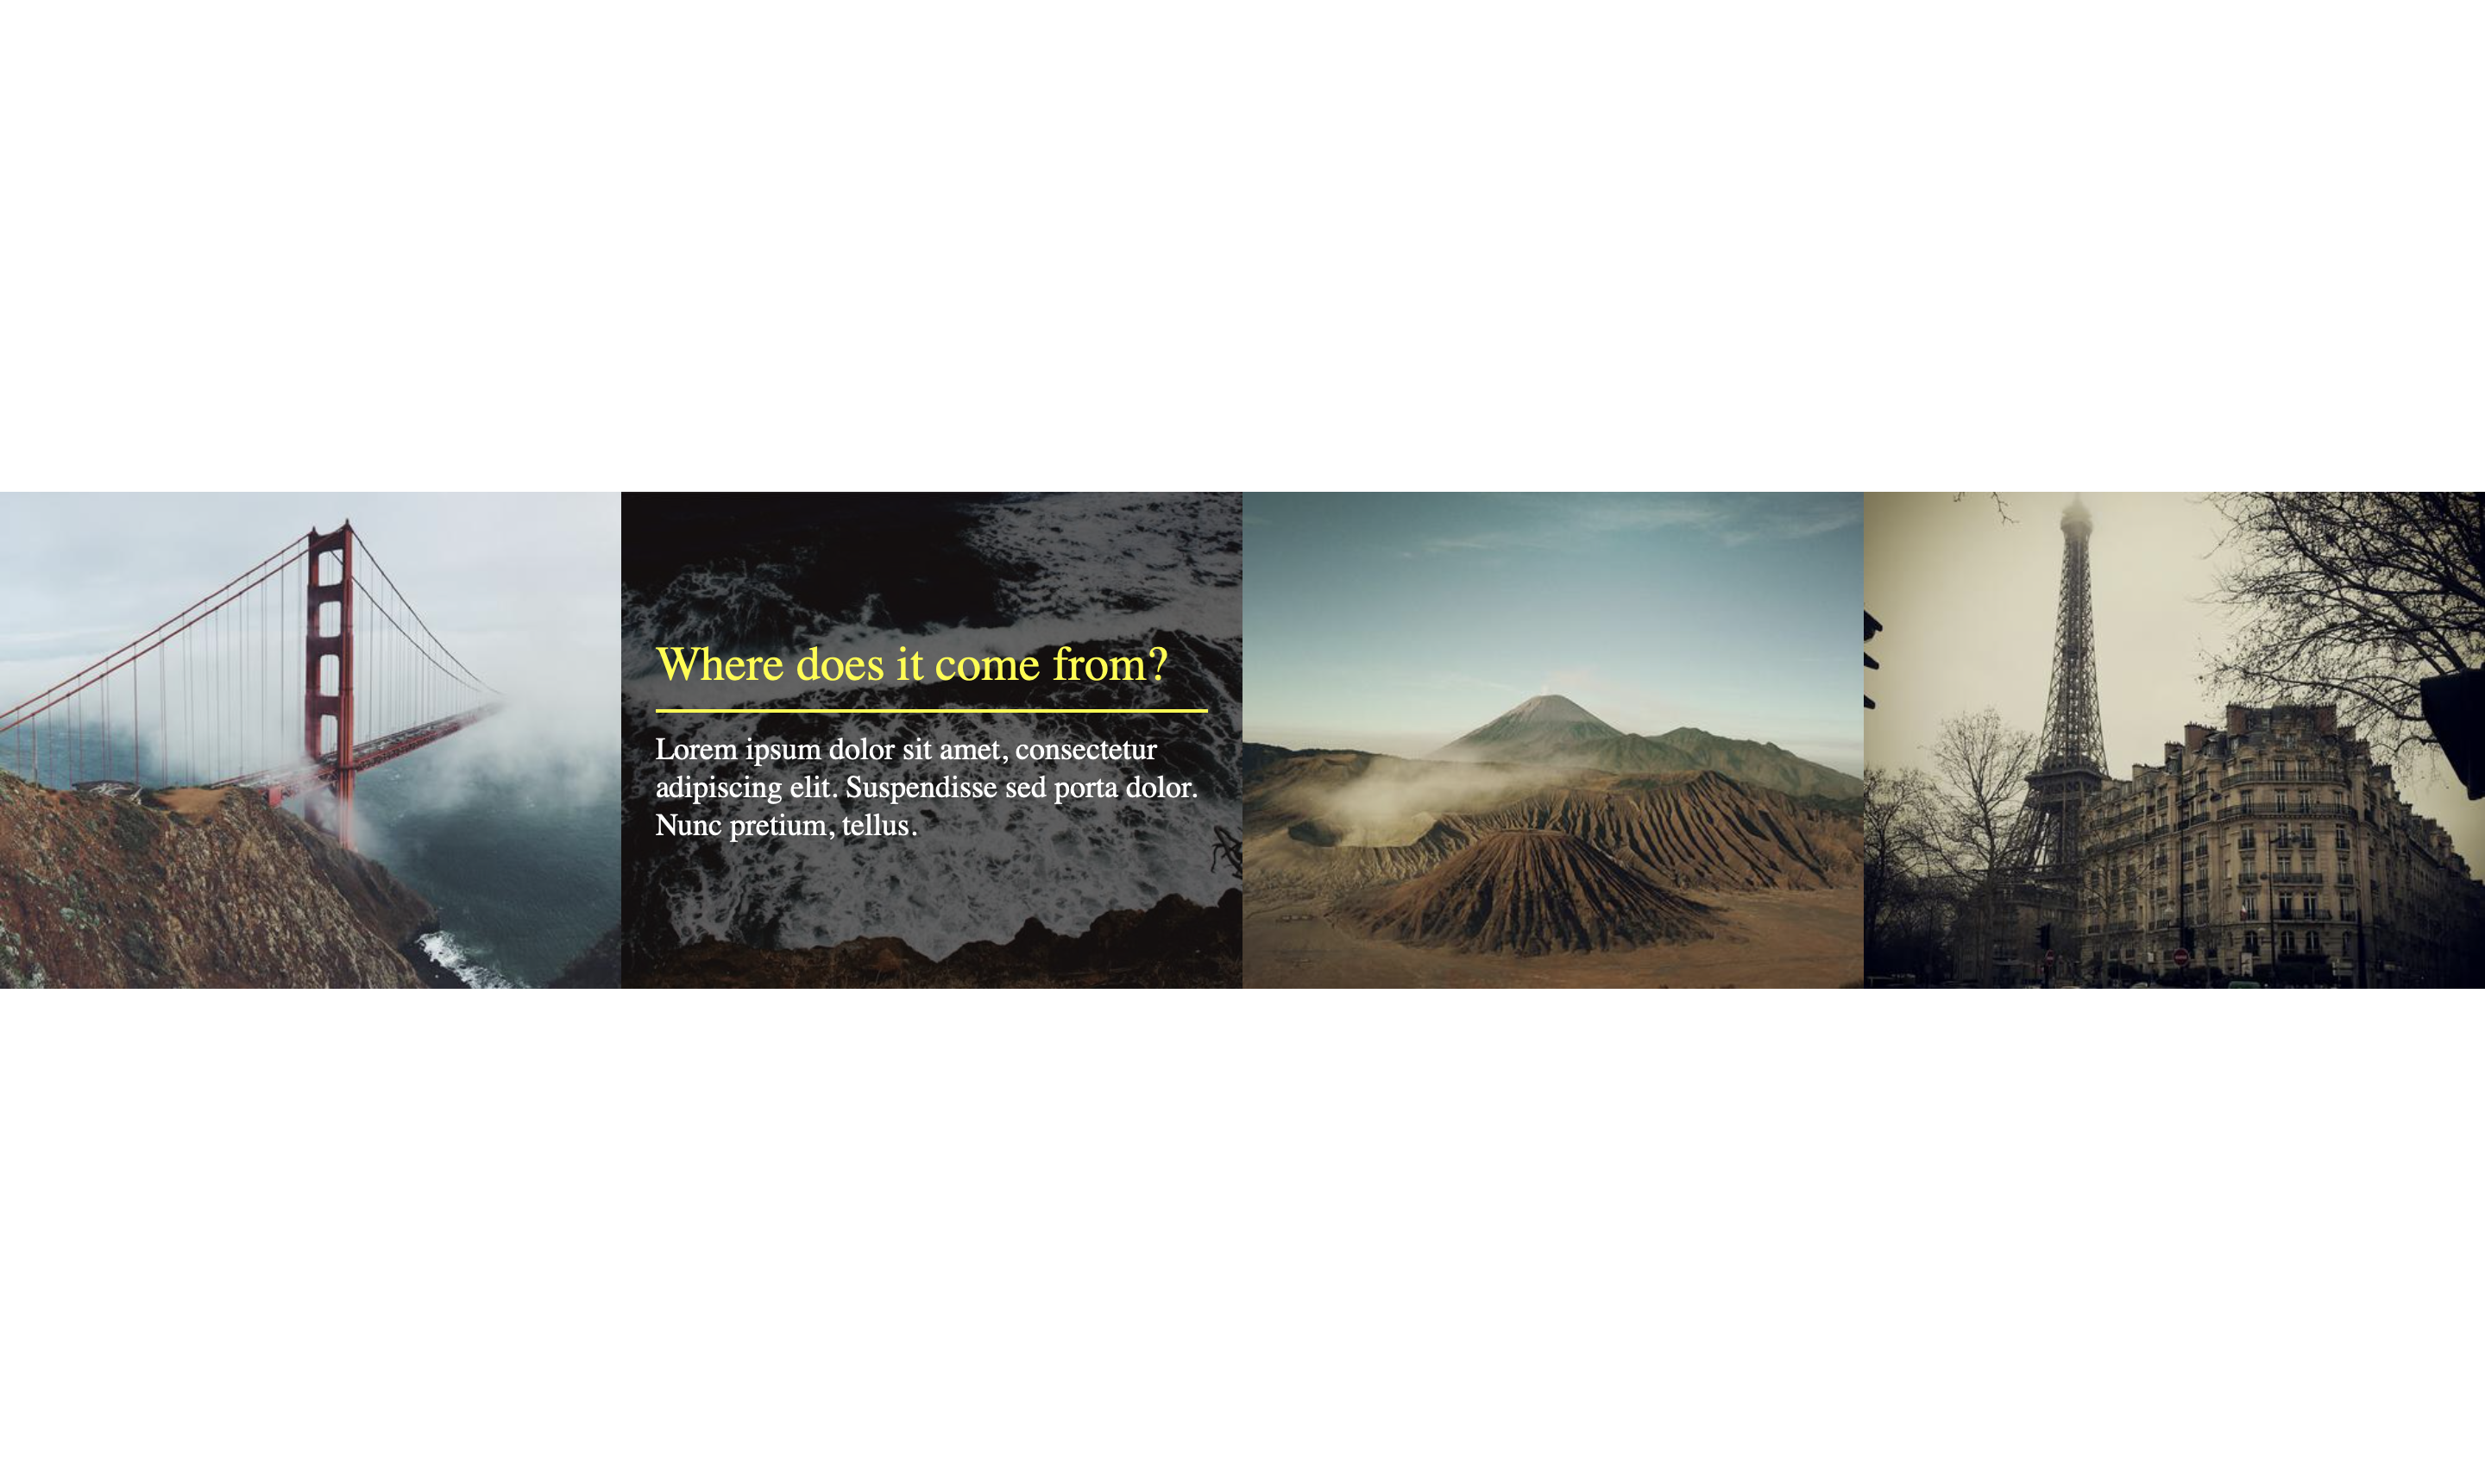 Where does it come from?
Lorem ipsum dolor sit amet, consectetur
adipiscing elit. Suspendisse sed porta dolor.
Nunc pretium, tellus.